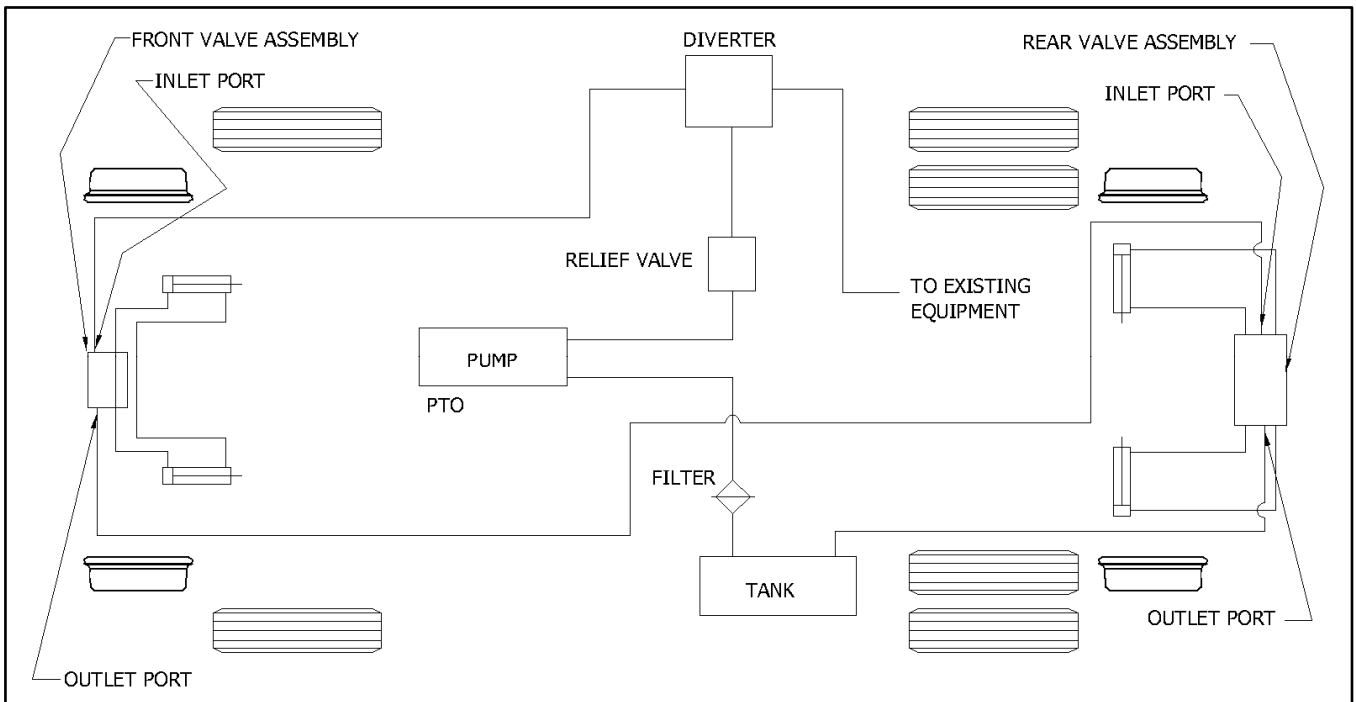 FRONT VALVE ASSEMBLY
DIVERTER
REAR VALVE ASSEMBLY
INLET PORT
INLET PORT
RELIEF VALVE
TO EXISTING
EQUIPMENT
PUMP
PTO
FILTER
TANK
OUTLET PORT
OUTLET PORT